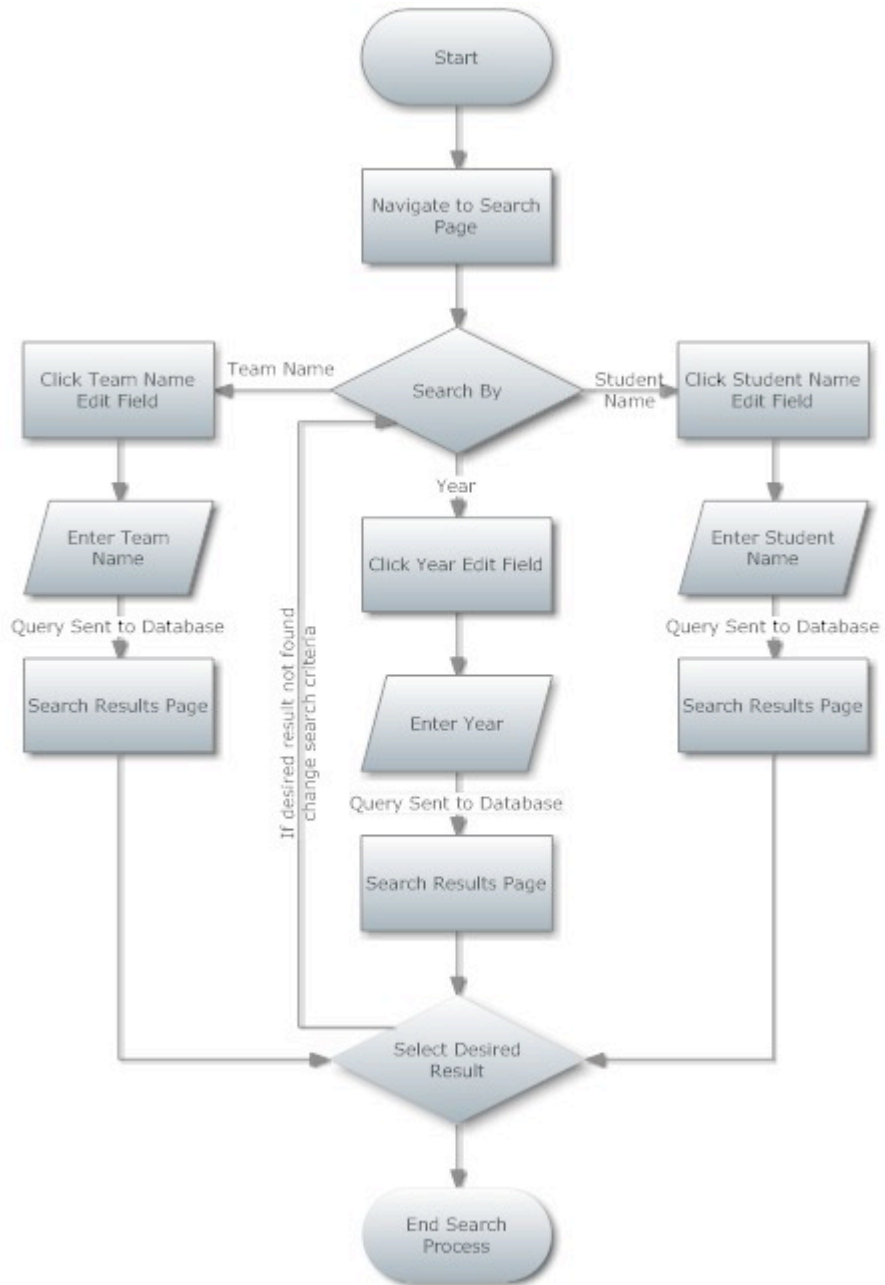 Start
Navigate to Search
Page
Search By
Team Name
Student
Name
Year
Click Team Name
Edit Field
Click Student Name
Edit Field
Enter Team
Name
Click Year Edit Field
Enter Student
Name
Query Sent to Database
Query Sent to Database
Search Results Page
Enter Year
Search Results Page
If desired result not found
change search criteria
Query Sent to Database
Search Results Page
Select Desired
Result
End Search
Process